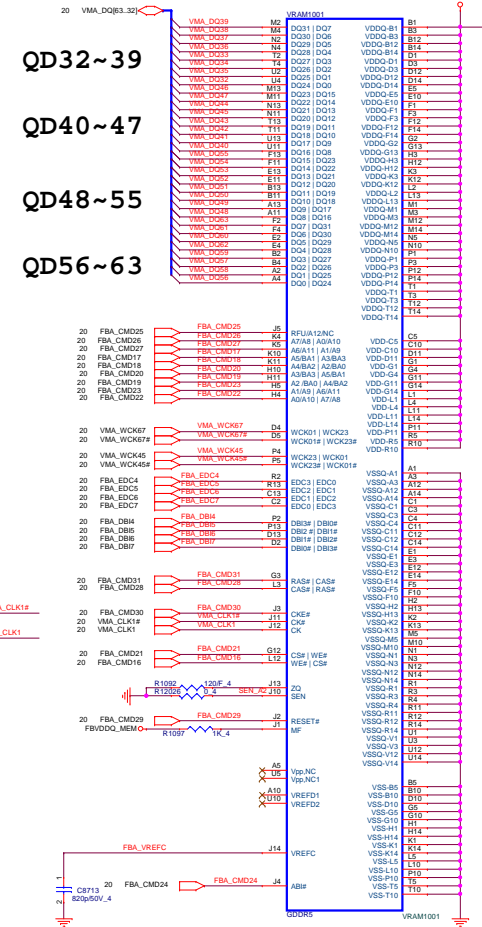 20 VMA_DQ[63..32] VRAM1001
QD32~39
QD40~47
QD48~55
QD56~63
VMA_DQ39 M2 DQ31 | DQ7 VDDQ-B1 B1
VMA_DQ38 M4 DQ30 | DQ6 VDDQ-B3 B3
VMA_DQ37 N2 DQ29 | DQ5 VDDQ-B12 B12
VMA_DQ36 N4 DQ28 | DQ4 VDDQ-B14 B14
VMA_DQ33 T2 DQ27 | DQ3 VDDQ-D1 D1
VMA_DQ34 T4 DQ26 | DQ2 VDDQ-D3 D3
VMA_DQ35 U2 DQ25 | DQ1 VDDQ-D12 D12
VMA_DQ32 U4 DQ24 | DQ0 VDDQ-D14 D14
VMA_DQ46 M13 DQ23 | DQ15 VDDQ-E5 E5
VMA_DQ47 M11 DQ22 | DQ14 VDDQ-E10 E10
VMA_DQ44 N13 DQ21 | DQ13 VDDQ-F1 F1
VMA_DQ45 N11 DQ20 | DQ12 VDDQ-F3 F3
VMA_DQ43 T13 DQ19 | DQ11 VDDQ-F12 F12
VMA_DQ42 T11 DQ18 | DQ10 VDDQ-F14 F14
VMA_DQ41 U13 DQ17 | DQ9 VDDQ-G2 G2
VMA_DQ40 U11 DQ16 | DQ8 VDDQ-G13 G13
VMA_DQ55 F13 DQ15 | DQ23 VDDQ-H3 H3
VMA_DQ54 F11 DQ14 | DQ22 VDDQ-H12 H12
VMA_DQ53 E13 DQ13 | DQ21 VDDQ-K3 K3
VMA_DQ52 E11 DQ12 | DQ20 VDDQ-K12 K12
VMA_DQ51 B13 DQ11 | DQ19 VDDQ-L2 L2
VMA_DQ50 B11 DQ10 | DQ18 VDDQ-L13 L13
VMA_DQ49 A13 DQ9 | DQ17 VDDQ-M1 M1
VMA_DQ48 A11 DQ8 | DQ16 VDDQ-M3 M3
VMA_DQ63 F2 DQ7 | DQ31 VDDQ-M12 M12
VMA_DQ61 F4 DQ6 | DQ30 VDDQ-M14 M14
VMA_DQ60 E2 DQ5 | DQ29 VDDQ-N5 N5
VMA_DQ62 E4 DQ4 | DQ28 VDDQ-N10 N10
VMA_DQ59 B2 DQ3 | DQ27 VDDQ-P1 P1
VMA_DQ57 B4 DQ2 | DQ26 VDDQ-P3 P3
VMA_DQ58 A2 DQ1 | DQ25 VDDQ-P12 P12
VMA_DQ56 A4 DQ0 | DQ24 VDDQ-P14 P14
VDDQ-T1 T1
VDDQ-T3 T3
VDDQ-T12 T12
VDDQ-T14 T14
20 FBA_CMD25 FBA_CMD25 J5 RFU/A12/NC
20 FBA_CMD26 FBA_CMD26 K4 A7/A8 | A0/A10
20 FBA_CMD27 FBA_CMD27 K5 A6/A11 | A1/A9
20 FBA_CMD17 FBA_CMD17 K10 A5/BA1 | A3/BA3
20 FBA_CMD18 FBA_CMD18 K11 A4/BA2 | A2/BA0
20 FBA_CMD20 FBA_CMD20 H10 A3/BA3 | A5/BA1
20 FBA_CMD19 FBA_CMD19 H11 A2 /BA0 | A4/BA2
20 FBA_CMD23 FBA_CMD23 H5 A1/A9 | A6/A11
20 FBA_CMD22 FBA_CMD22 H4 A0/A10 | A7/A8
VDD-C5 C5
VDD-C10 C10
VDD-D11 D11
VDD-G1 G1
VDD-G4 G4
VDD-G11 G11
VDD-G14 G14
VDD-L1 L1
VDD-L4 L4
VDD-L11 L11
VDD-L14 L14
VDD-P11 P11
VDD-R5 R5
VDD-R10 R10
20 VMA_WCK67 VMA_WCK67 D4 WCK01 | WCK23
20 VMA_WCK67# VMA_WCK67# D5 WCK01# | WCK23#
20 VMA_WCK45 VMA_WCK45 P4 WCK23 | WCK01
20 VMA_WCK45# VMA_WCK45# P5 WCK23# | WCK01#
20 FBA_EDC4 FBA_EDC4 R2 EDC3 | EDC0
20 FBA_EDC5 FBA_EDC5 R13 EDC2 | EDC1
20 FBA_EDC6 FBA_EDC6 C13 EDC1 | EDC2
20 FBA_EDC7 FBA_EDC7 C2 EDC0 | EDC3
20 FBA_DBI4 FBA_DBI4 P2 DBI3# | DBI0#
20 FBA_DBI5 FBA_DBI5 P13 DBI2# | DBI1#
20 FBA_DBI6 FBA_DBI6 D13 DBI1# | DBI2#
20 FBA_DBI7 FBA_DBI7 D2 DBI0# | DBI3#
20 FBA_CMD31 FBA_CMD31 G3 RAS# | CAS#
20 FBA_CMD28 FBA_CMD28 L3 CAS# | RAS#
20 FBA_CMD30 FBA_CMD30 J3 CKE#
20 VMA_CLK1# VMA_CLK1# J11 CK#
20 VMA_CLK1 VMA_CLK1 J12 CK
A_CLK1#
A_CLK1
20 FBA_CMD21 FBA_CMD21 G12 CS# | WE#
20 FBA_CMD16 FBA_CMD16 L12 WE# | CS#
R1092 120/F_4 J13 ZQ
R12026 0_4 SEN_A2 J10 SEN
20 FBA_CMD29 FBA_CMD29 J2 RESET#
FBVDDQ_MEM R1097 1K_4 J1 MF
A5 Vpp,NC
U5 Vpp,NC1
A10 VREFD1
U10 VREFD2
FBA_VREFC J14 VREFC
1 C8713
2 820p/50V_4
20 FBA_CMD24 FBA_CMD24 J4 ABI#
VSSQ-A1 A1
VSSQ-A3 A3
VSSQ-A12 A12
VSSQ-A14 A14
VSSQ-C1 C1
VSSQ-C3 C3
VSSQ-C4 C4
VSSQ-C11 C11
VSSQ-C12 C12
VSSQ-C14 C14
VSSQ-E1 E1
VSSQ-E3 E3
VSSQ-E12 E12
VSSQ-E14 E14
VSSQ-F5 F5
VSSQ-F10 F10
VSSQ-H2 H2
VSSQ-H13 H13
VSSQ-K2 K2
VSSQ-K13 K13
VSSQ-M5 M5
VSSQ-M10 M10
VSSQ-N1 N1
VSSQ-N3 N3
VSSQ-N12 N12
VSSQ-N14 N14
VSSQ-R1 R1
VSSQ-R3 R3
VSSQ-R4 R4
VSSQ-R11 R11
VSSQ-R12 R12
VSSQ-R14 R14
VSSQ-U1 U1
VSSQ-V3 U3
VSSQ-V12 U12
VSSQ-V14 U14
VSS-B5 B5
VSS-B10 B10
VSS-D10 D10
VSS-G5 G5
VSS-G10 G10
VSS-H1 H1
VSS-H14 H14
VSS-K1 K1
VSS-K14 K14
VSS-L5 L5
VSS-L10 L10
VSS-P10 P10
VSS-T5 T5
VSS-T10 T10
GDDR5 VRAM1001